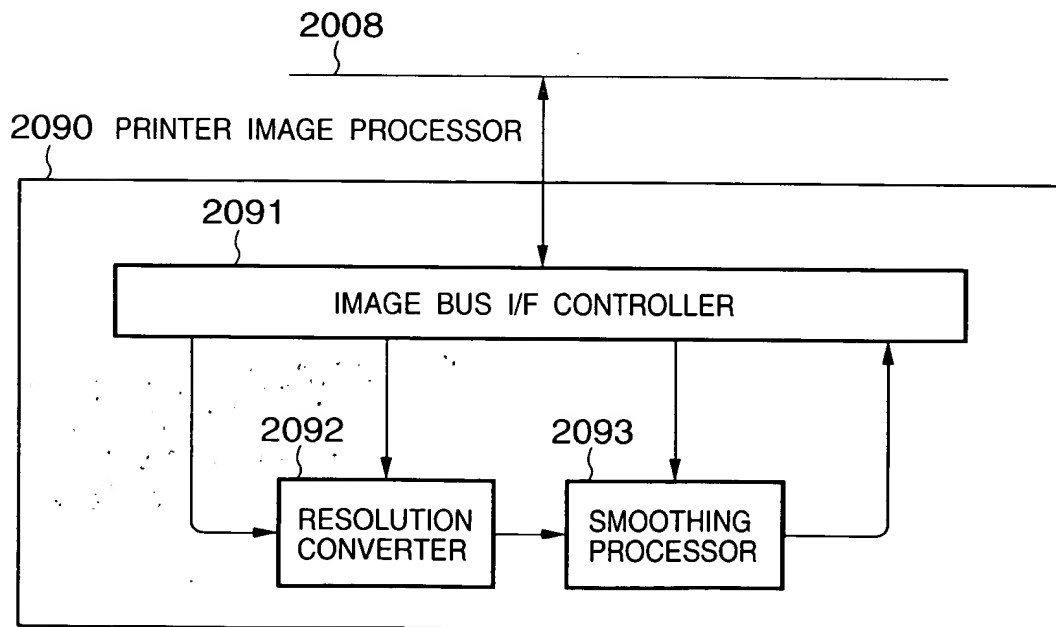 2008
2090 PRINTER IMAGE PROCESSOR
2091
IMAGE BUS I/F CONTROLLER
2092
2093
RESOLUTION
CONVERTER
SMOOTHING
PROCESSOR